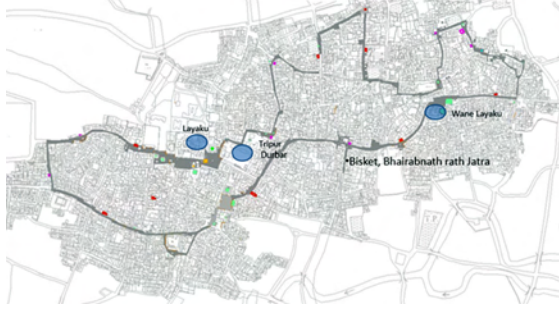 Layaku
Tripur
Durbar
Wane Layaku
•Bisket, Bhairabnath rath Jatra